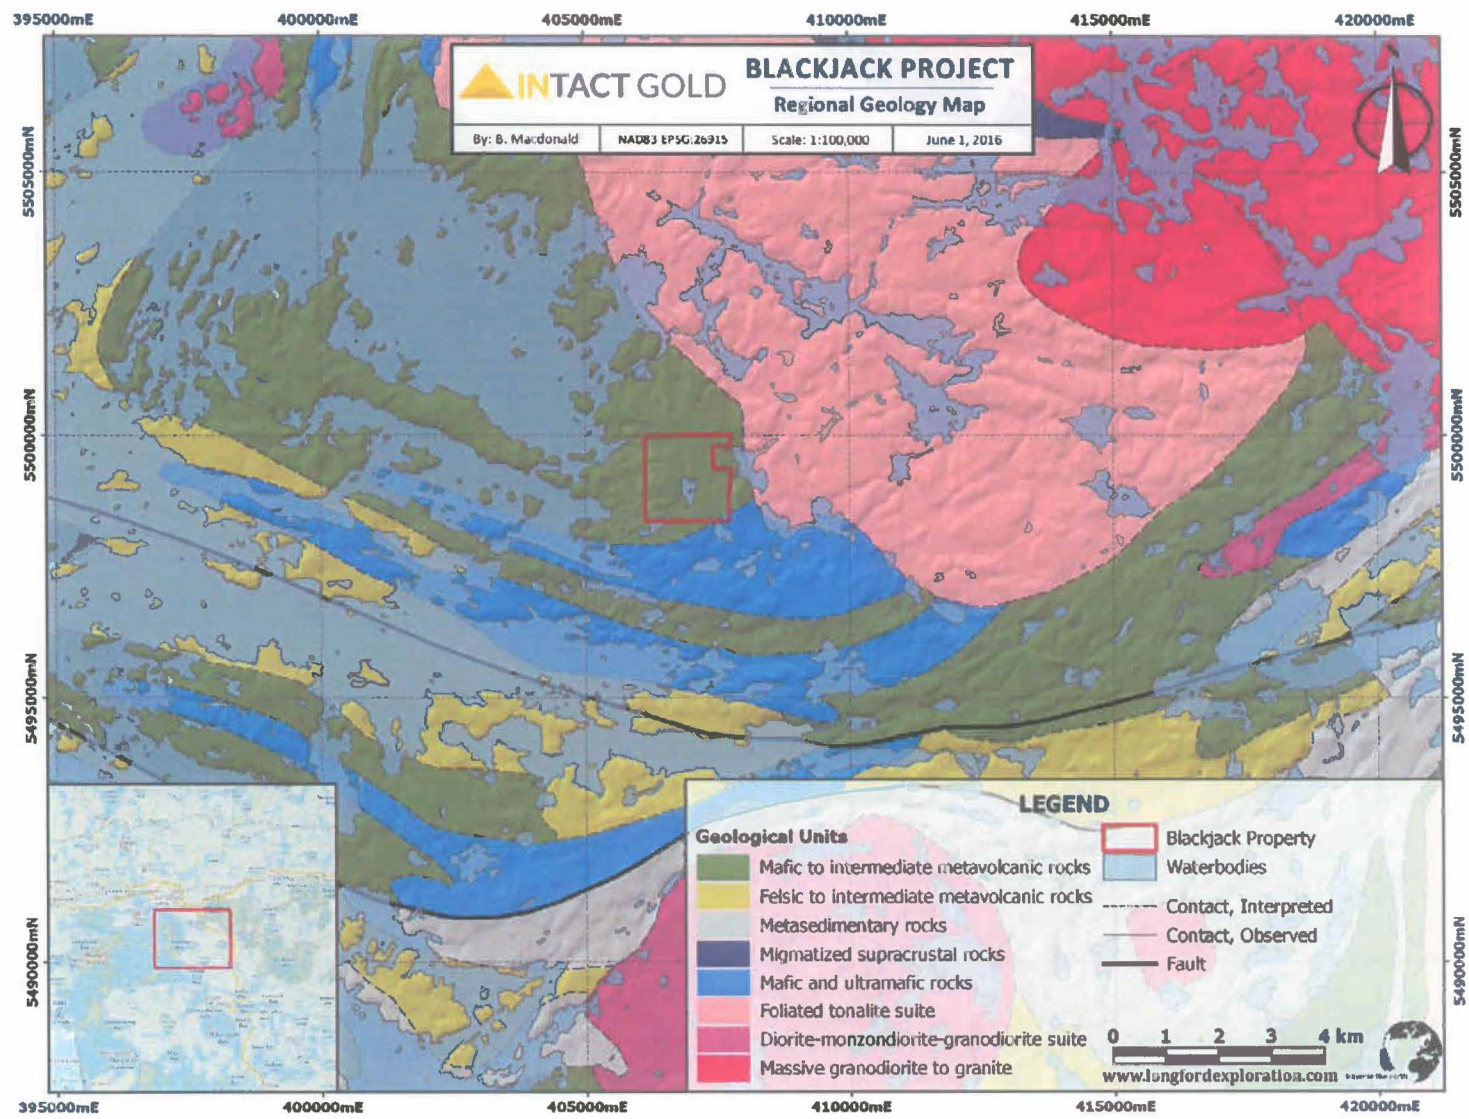 395000mE 400000mE 405000mE 410000mE 415000mE 420000mE
INTACT GOLD
BLACKJACK PROJECT
Regional Geology Map
By: B. Macdonald
NAD83 EPSG:26915
Scale: 1:100,000
June 1, 2016
5505000mN 5505000mN
5500000mN 5500000mN
5495000mN 5495000mN
5490000mN 5490000mN
LEGEND
Geological Units
Mafic to intermediate metavolcanic rocks
Felsic to intermediate metavolcanic rocks
Metasedimentary rocks
Migmatized supracrustal rocks
Mafic and ultramafic rocks
Foliated tonalite suite
Diorite-monzondiorite-granodiorite suite
Massive granodiorite to granite
Blackjack Property
Waterbodies
Contact, Interpreted
Contact, Observed
Fault
0 1 2 3 4 km
www.longfordexploration.com
395000mE 400000mE 405000mE 410000mE 415000mE 420000mE